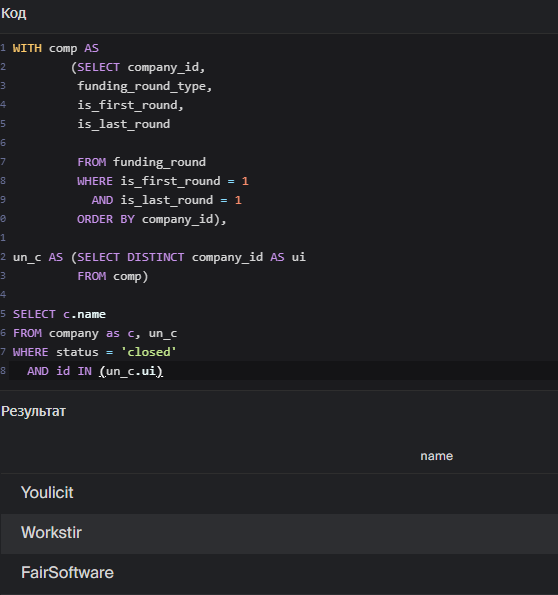 Код
1 WITH comp AS
2 (SELECT company_id,
3 funding_round_type,
4 is_first_round,
5 is_last_round
6
7 FROM funding_round
8 WHERE is_first_round = 1
9 AND is_last_round = 1
0 ORDER BY company_id),
1
2 un_c AS (SELECT DISTINCT company_id AS ui
3 FROM comp)
4
5 SELECT c.name
6 FROM company as c, un_c
7 WHERE status = 'closed'
8 AND id IN (un_c.ui)
Результат
name
Youlicit
Workstir
FairSoftware